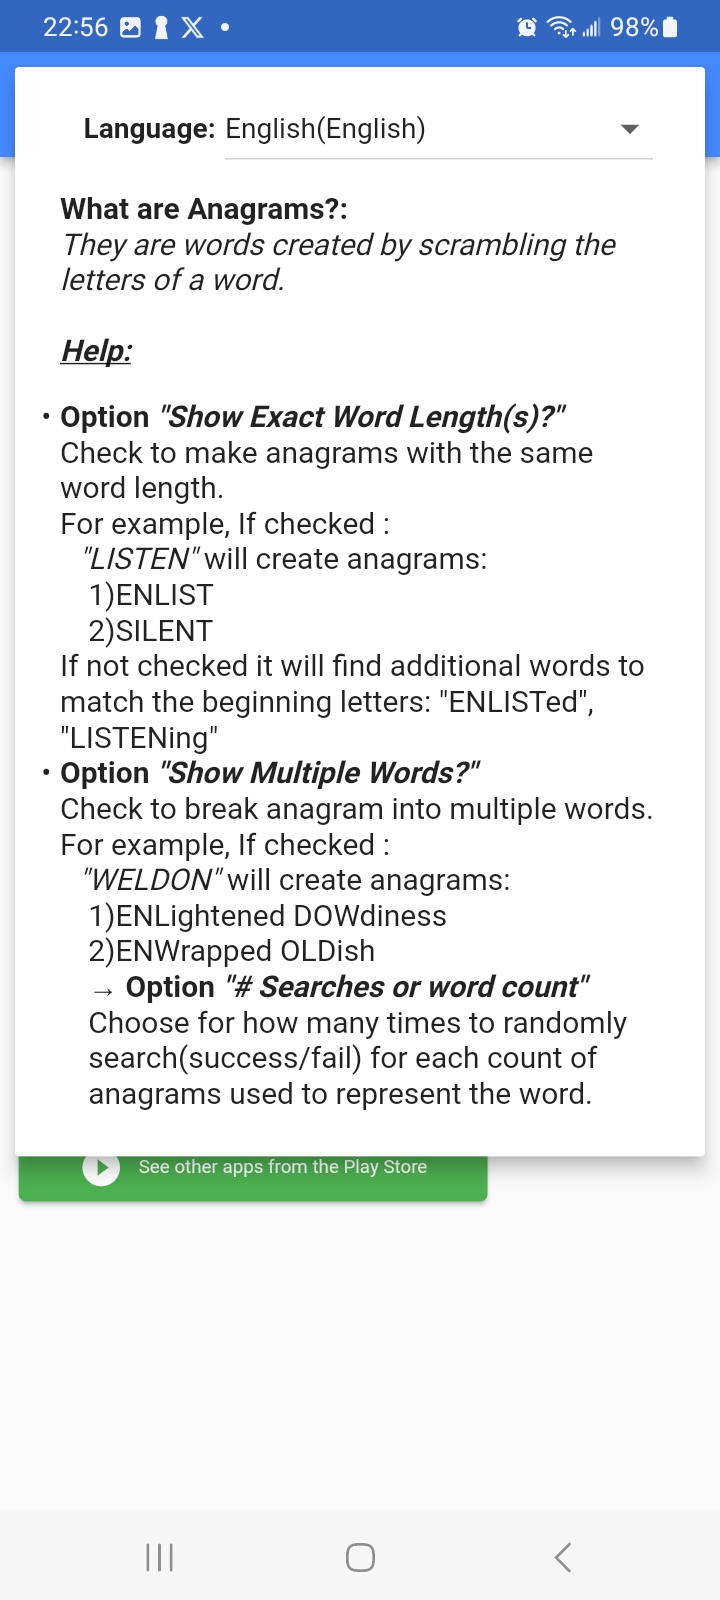 22:56
98%
Language: English(English)
What are Anagrams?:
They are words created by scrambling the
letters of a word.
Help:
• Option "Show Exact Word Length(s)?"
Check to make anagrams with the same
word length.
For example, If checked :
"LISTEN" will create anagrams:
1)ENLIST
2)SILENT
If not checked it will find additional words to
match the beginning letters: "ENLISTed",
"LISTENing"
• Option "Show Multiple Words?"
Check to break anagram into multiple words.
For example, If checked :
"WELDON" will create anagrams:
1)ENLightened DOWdiness
2)ENWrapped OLDish
→ Option "# Searches or word count"
Choose for how many times to randomly
search(success/fail) for each count of
anagrams used to represent the word.
See other apps from the Play Store